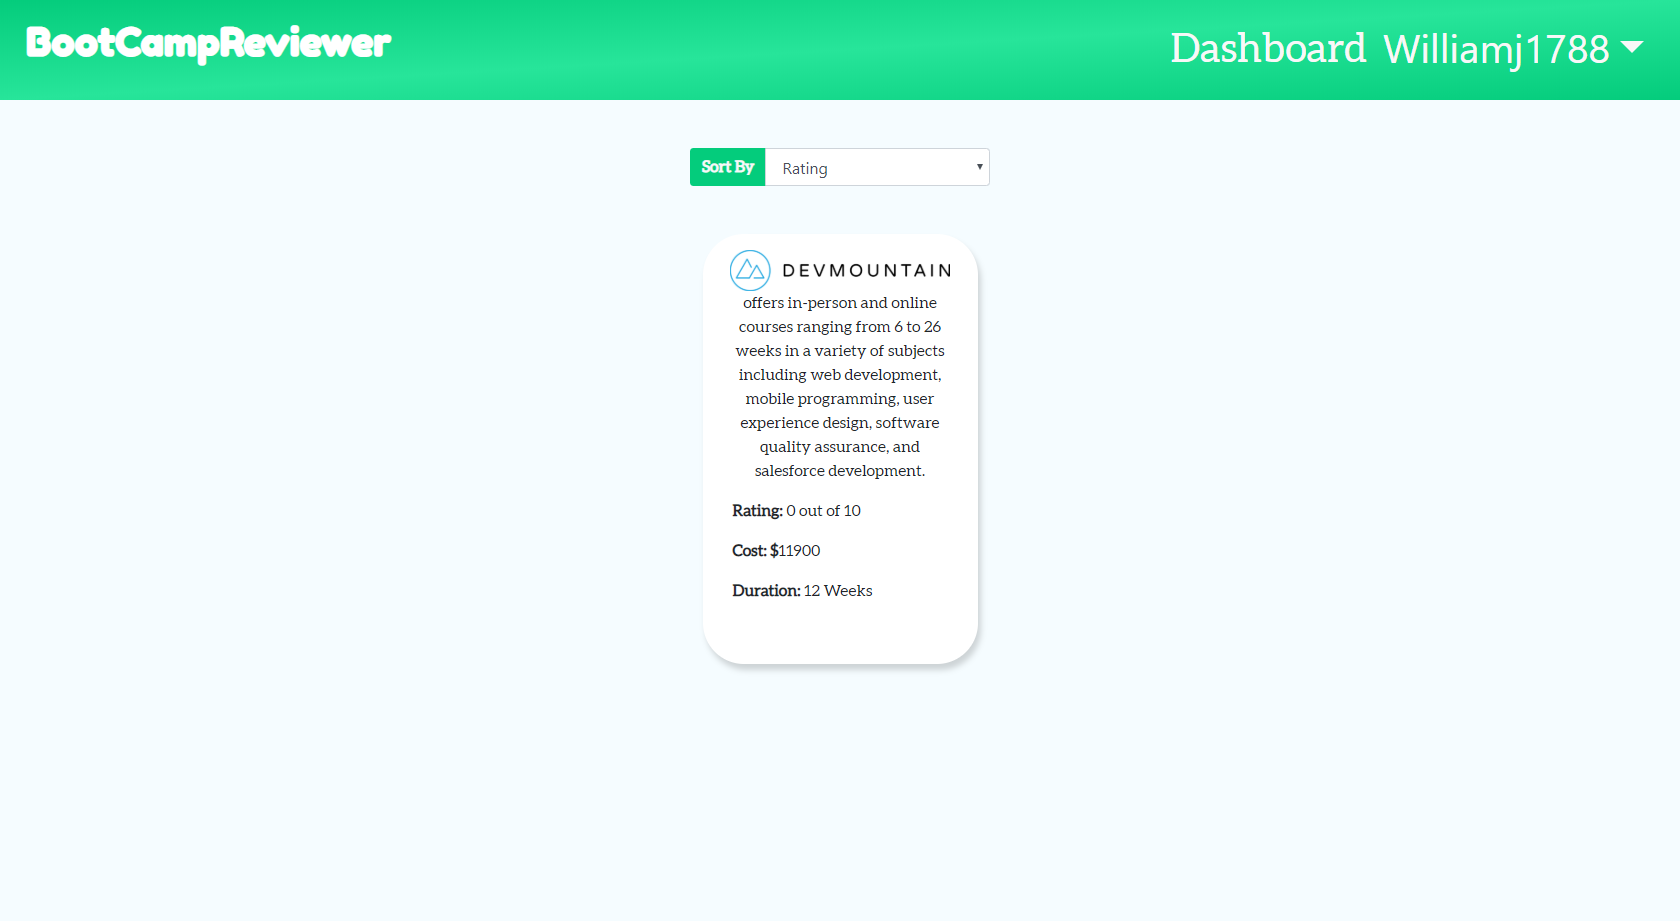 BootCampReviewer
Dashboard Williamj1788
Sort By Rating
DEVMOUNTAIN
offers in-person and online
courses ranging from 6 to 26
weeks in a variety of subjects
including web development,
mobile programming, user
experience design, software
quality assurance, and
salesforce development.
Rating: 0 out of 10
Cost: $11900
Duration: 12 Weeks